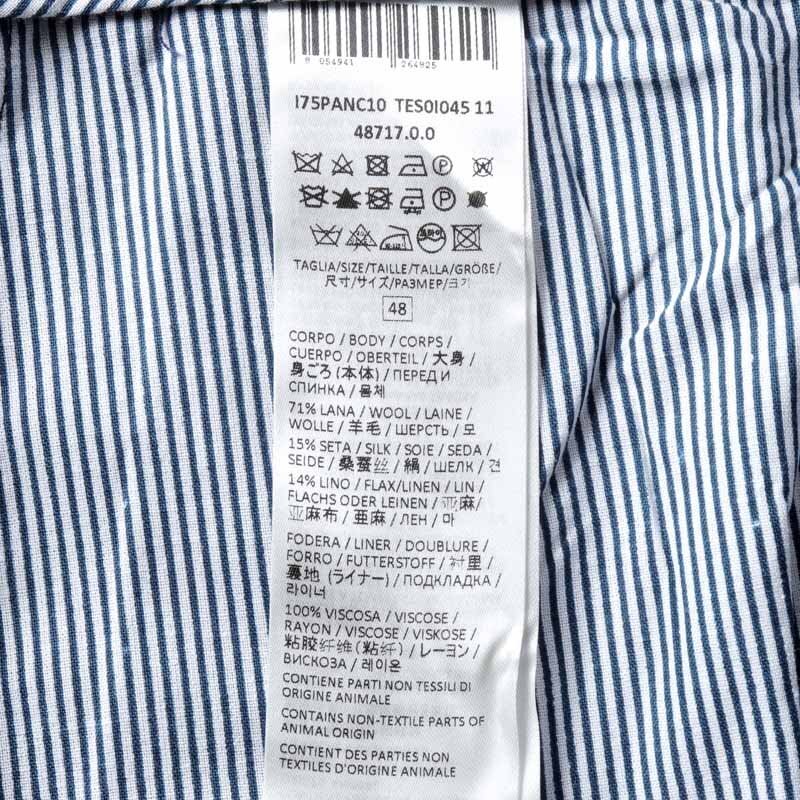 8 054941 264925
I75PANC10 TES0I045 11
48717.0.0
TAGLIA/SIZE/TAILLE/TALLA/GRÖßE/
尺寸/サイズ/РАЗМЕР/크기
48
CORPO / BODY / CORPS /
CUERPO / OBERTEIL / 大身/
身ごろ (本体) / ПЕРЕД И
СПИНКА / 몸체
71% LANA / WOOL / LAINE /
WOLLE / 羊毛 / ШЕРСТЬ / 모
15% SETA / SILK / SOIE / SEDA /
SEIDE / 桑蚕丝 / 絹 / ШЕЛК / 견
14% LINO / FLAX/LINEN / LIN /
FLACHS ODER LEINEN / 亚麻/
亚麻布 / 亜麻 / ЛЕН / 마
FODERA / LINER / DOUBLURE /
FORRO / FUTTERSTOFF / 衬里/
裏地 (ライナー) / ПОДКЛАДКА /
라이너
100% VISCOSA / VISCOSE /
RAYON / VISCOSE / VISKOSE /
粘胶纤维(粘纤) / レーヨン /
ВИСКОЗА / 레이온
CONTIENE PARTI NON TESSILI DI
ORIGINE ANIMALE
CONTAINS NON-TEXTILE PARTS OF
ANIMAL ORIGIN
CONTIENT DES PARTIES NON
TEXTILES D'ORIGINE ANIMALE